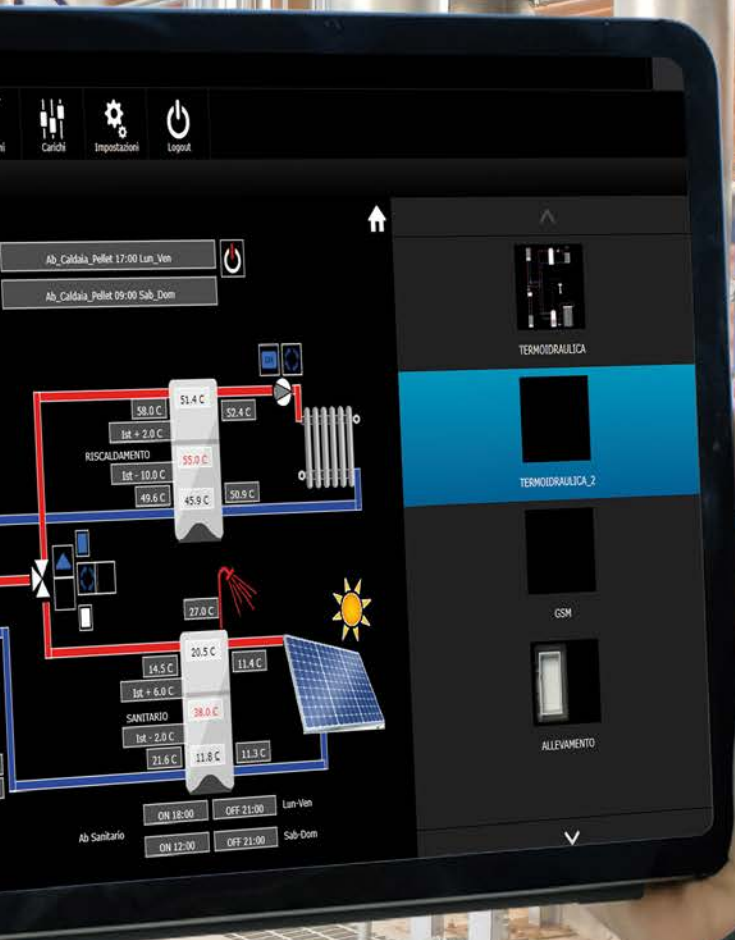 Carichi
Impostazioni
Logout
Ab_Caldaia_Pellet 17:00 Lun_Ven
Ab_Caldaia_Pellet 09:00 Sab_Dom
58.0 C
51.4 C
52.4 C
Ist + 2.0 C
RISCALDAMENTO
55.0 C
Ist - 10.0 C
49.6 C
45.9 C
50.9 C
27.0 C
20.5 C
14.5 C
11.4 C
Ist + 6.0 C
SANITARIO
38.0 C
Ist - 2.0 C
21.6 C
11.8 C
11.3 C
Ab Sanitario
ON 18:00
OFF 21:00
Lun-Ven
ON 12:00
OFF 21:00
Sab-Dom
TERMOIDRAULICA
TERMOIDRAULICA_2
GSM
ALLEVAMENTO